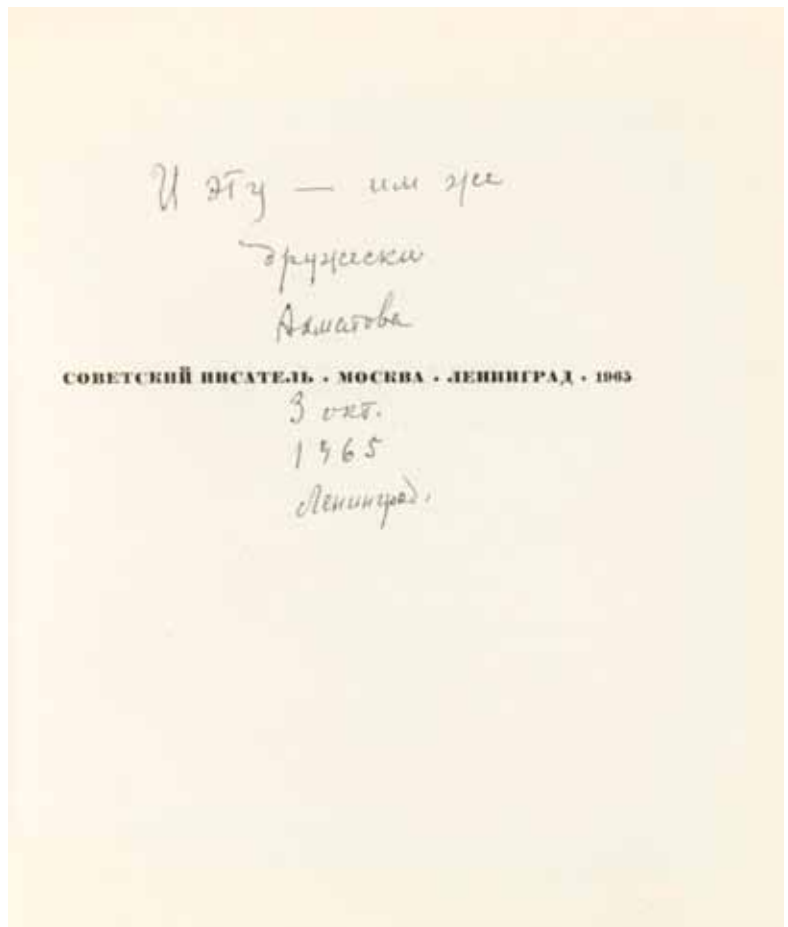 И эту — им же
дружески
Ахматова
СОВЕТСКИЙ ПИСАТЕЛЬ • МОСКВА • ЛЕНИНГРАД • 1965
3 окт.
1965
Ленинград.